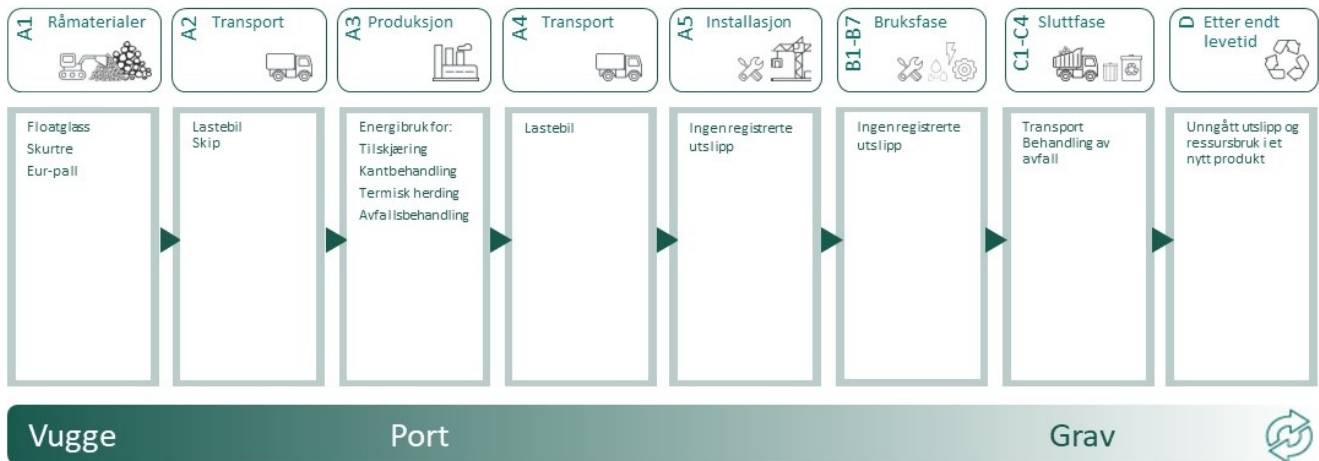 A1 Råmaterialer
A2 Transport
A3 Produksjon
A4 Transport
A5 Installasjon
B1-B7 Bruksfase
C1-C4 Sluttfase
D Etter endt
levetid
Floatglass
Skurtre
Eur-pall
Lastebil
Skip
Energibruk for:
Tilskjæring
Kantbehandling
Termisk herding
Avfallsbehandling
Lastebil
Ingen registrerte
utslipp
Ingen registrerte
utslipp
Transport
Behandling av
avfall
Unngått utslipp og
ressursbruk i et
nytt produkt
Vugge
Port
Grav